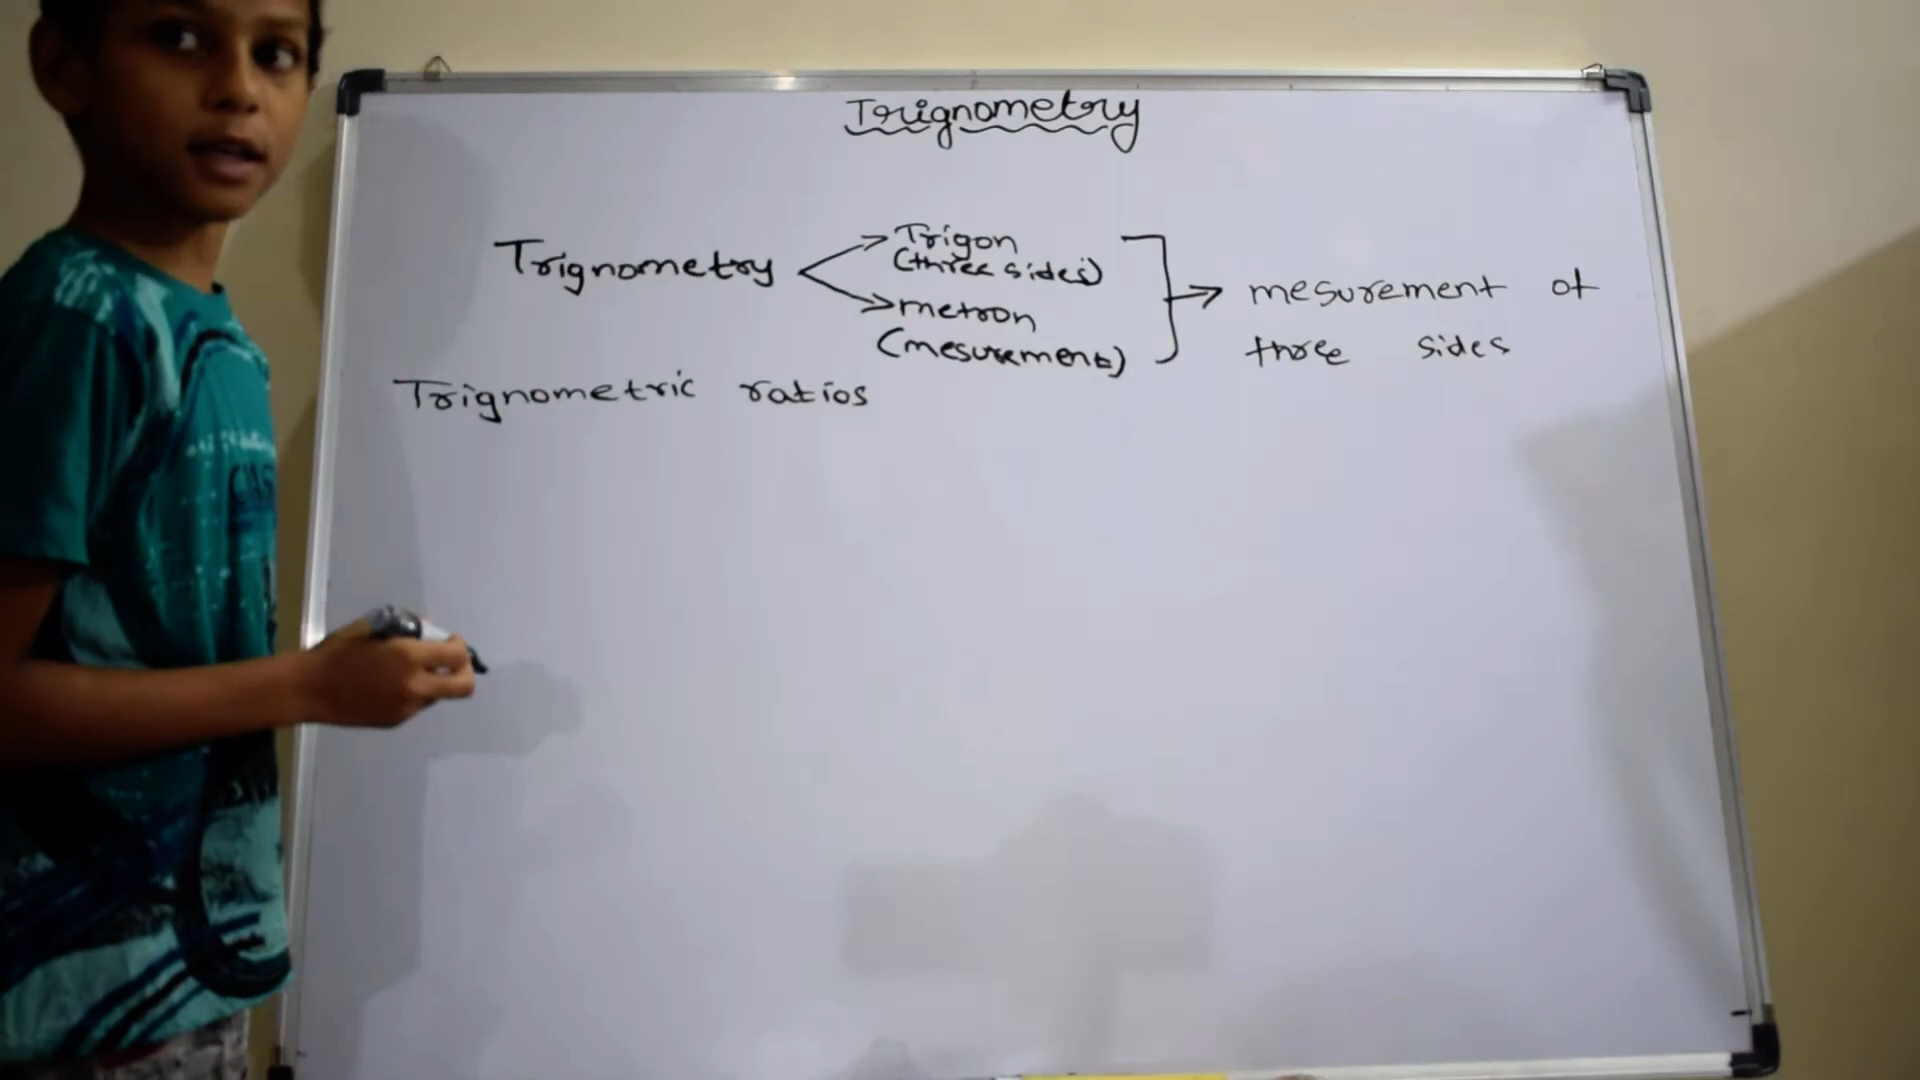 Trignometry
Trignometry
Trigon
(three sides)
metron
(mesurement)
mesurement of
three sides
Trignometric ratios